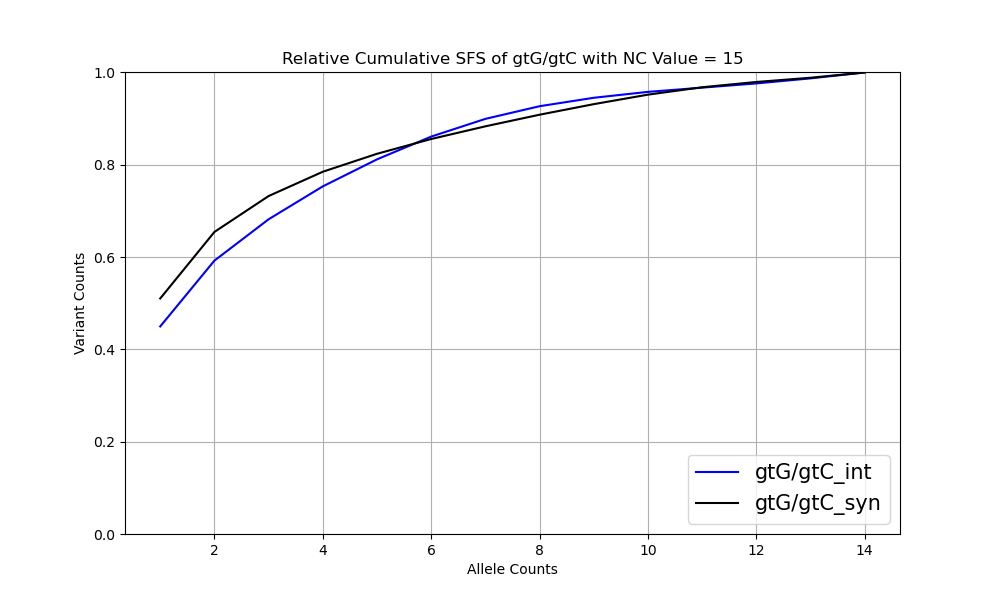 Relative Cumulative SFS of gtG/gtC with NC Value = 15
1.0
0.8
0.6
0.4
0.2
0.0
Variant Counts
gtG/gtC_int
gtG/gtC_syn
2 4 6 8 10 12 14
Allele Counts